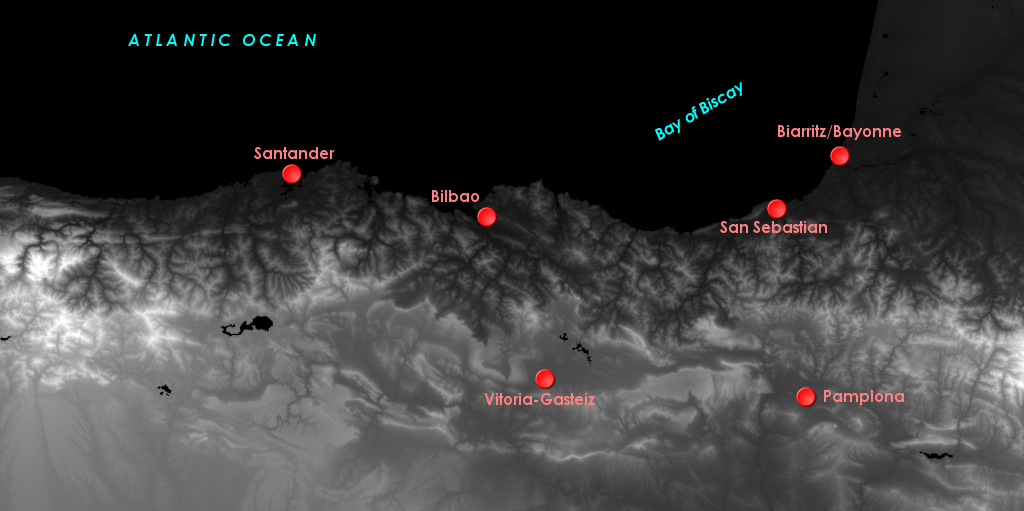 ATLANTIC OCEAN
Bay of Biscay
Biarritz/Bayonne
Santander
Bilbao
San Sebastian
Vitoria-Gasteiz
Pamplona